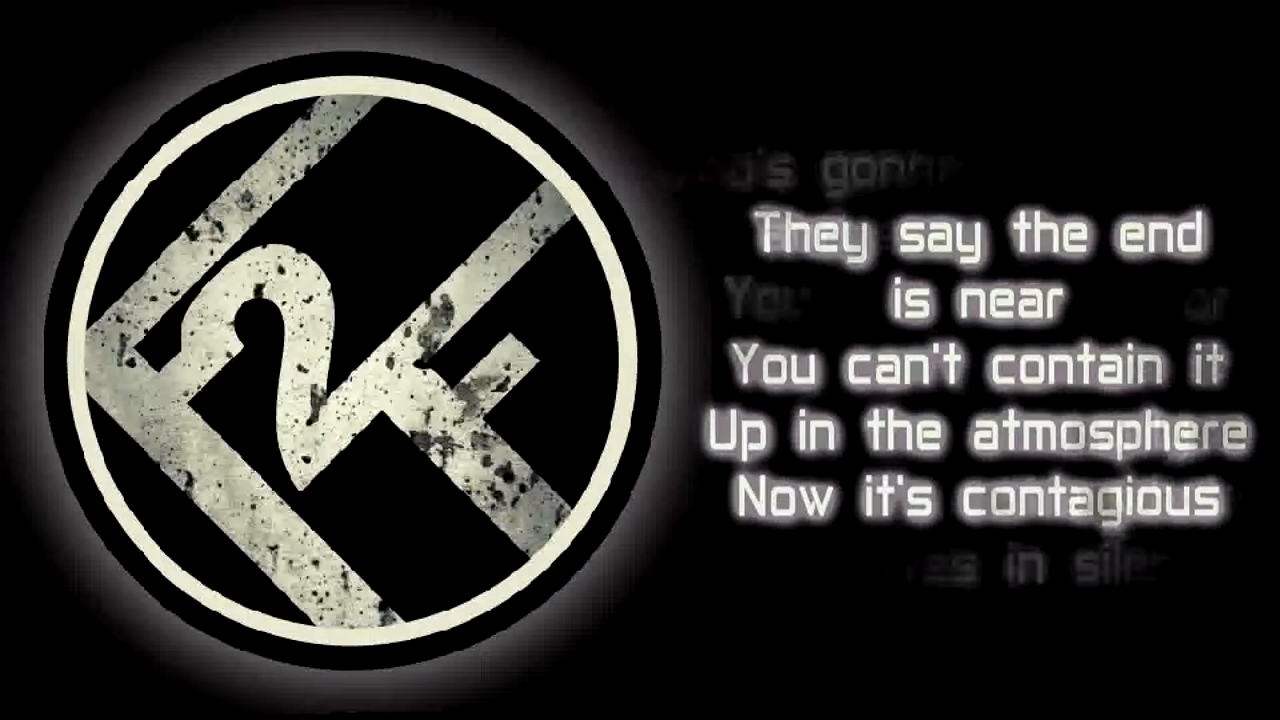 They say the end
is near
You can't contain it
Up in the atmosphere
Now it's contagious